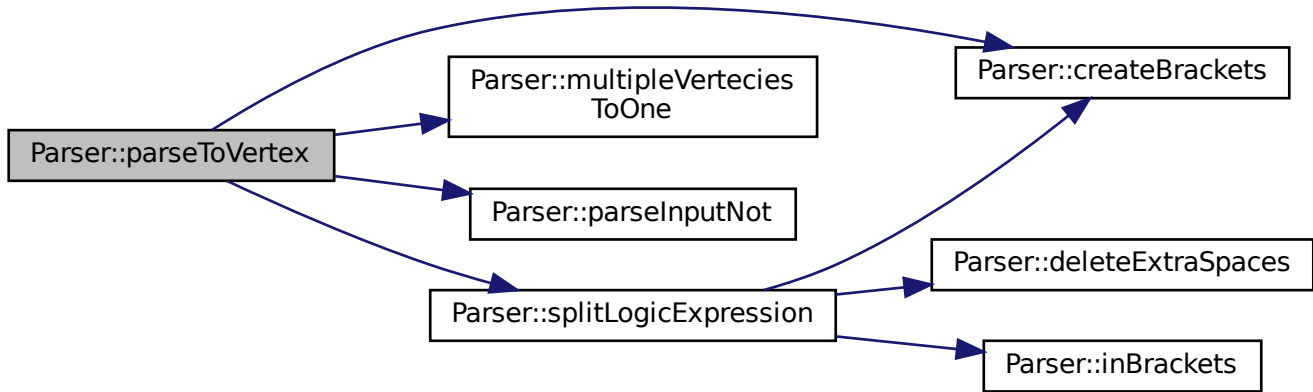 Parser::parseToVertex
Parser::multipleVertecies
ToOne
Parser::parseInputNot
Parser::splitLogicExpression
Parser::createBrackets
Parser::deleteExtraSpaces
Parser::inBrackets